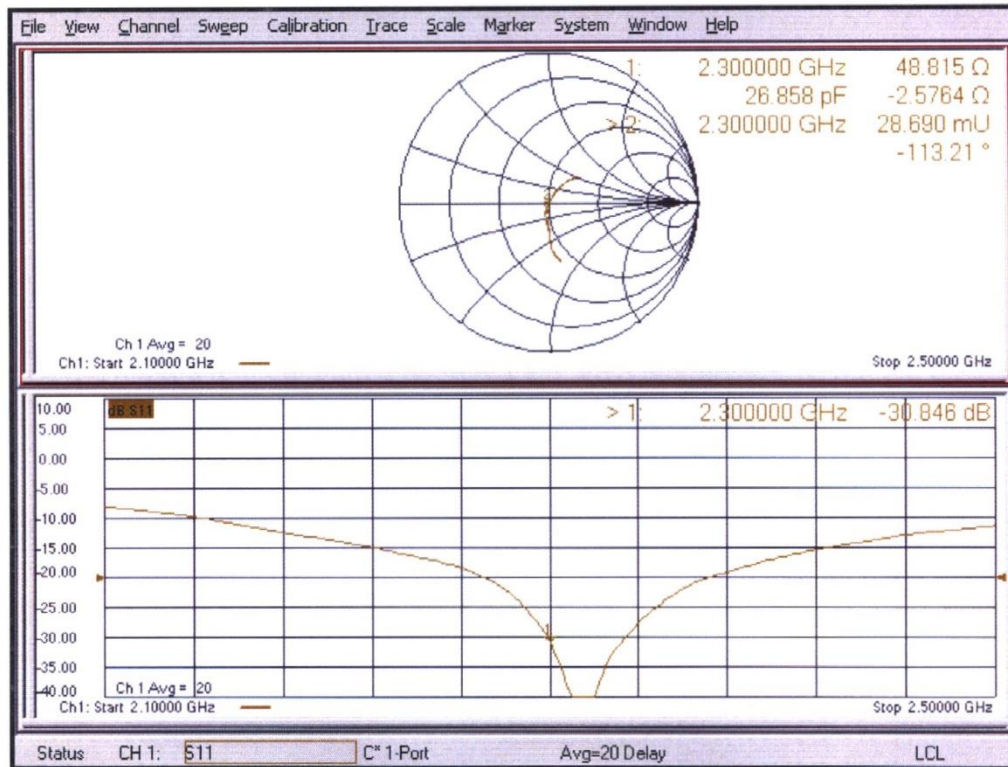 File View Channel Sweep Calibration Trace Scale Marker System Window Help
1: 2.300000 GHz 48.815 Ω
26.858 pF -2.5764 Ω
> 2: 2.300000 GHz 28.690 mU
-113.21 °
Ch 1 Avg = 20
Ch1: Start 2.10000 GHz Stop 2.50000 GHz
10.00 dB S11 > 1: 2.300000 GHz -30.846 dB
5.00
0.00
-5.00
-10.00
-15.00
-20.00
-25.00
-30.00 1
-35.00
-40.00 Ch 1 Avg = 20
Ch1: Start 2.10000 GHz Stop 2.50000 GHz
Status CH 1: S11 C* 1-Port Avg=20 Delay LCL